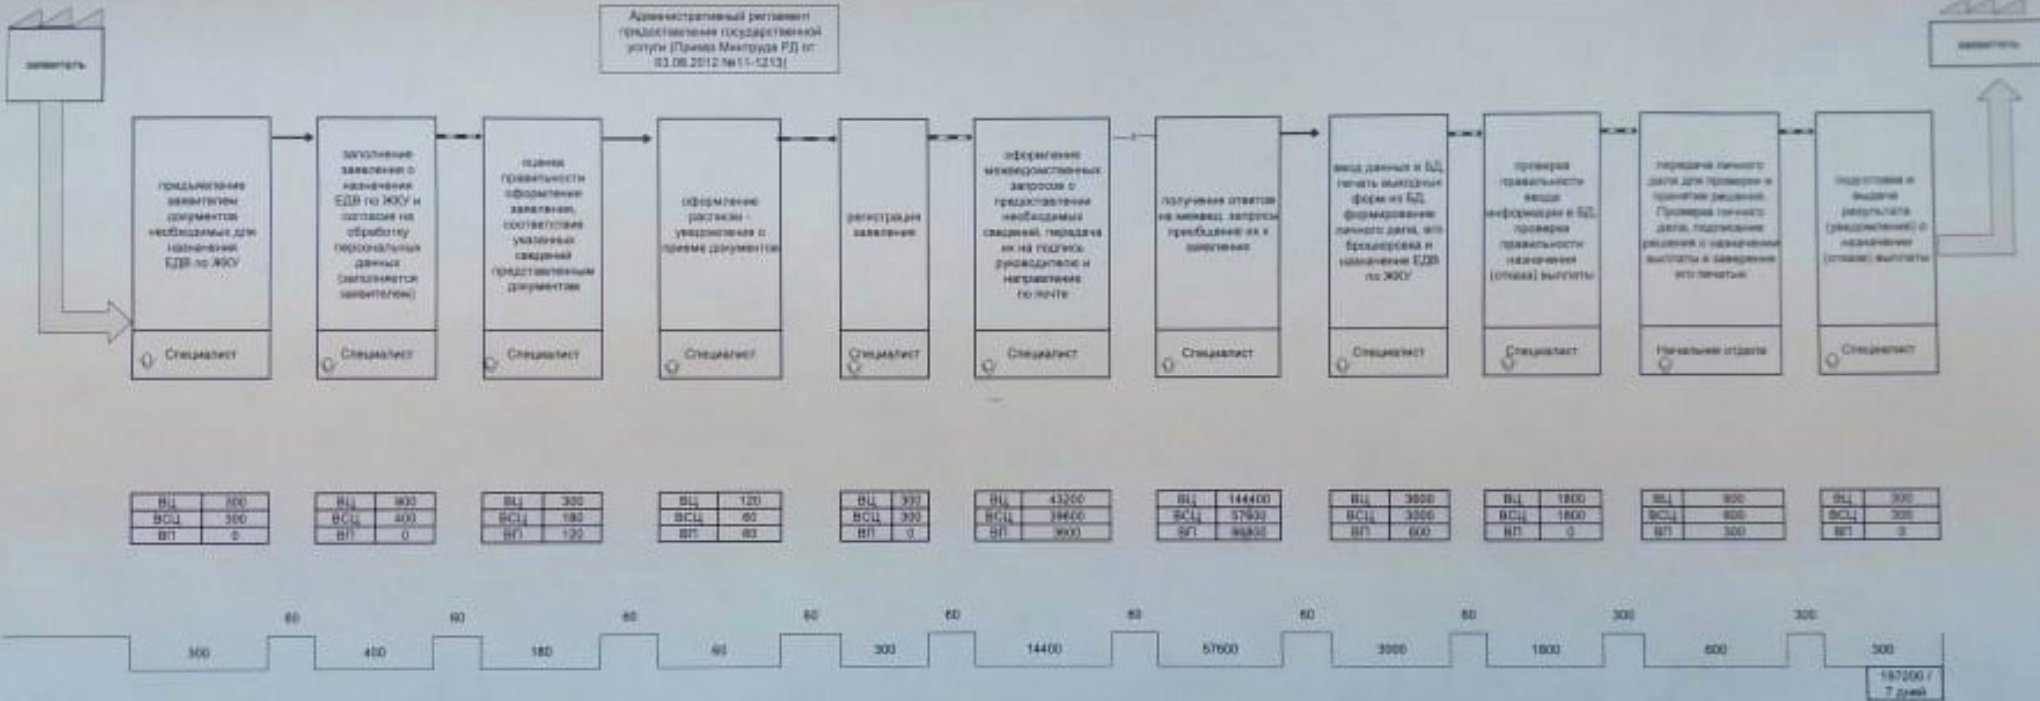 заявитель
Административный регламент
предоставления государственной
услуги (Приказ Минтруда РД от
03.08.2012 №11-1213)
заявитель
предъявление
заявителем
документов
необходимых для
назначения
ЕДВ по ЖКУ
Специалист
заполнение
заявления о
назначении
ЕДВ по ЖКУ и
согласия на
обработку
персональных
данных
(заполняется
заявителем)
Специалист
оценка
правильности
оформления
заявления,
соответствие
указанных
сведений
представленным
документам
Специалист
оформление
расписки -
уведомления о
приеме документов
Специалист
регистрация
заявления
Специалист
оформление
межведомственных
запросов о
предоставлении
необходимых
сведений, передача
их на подпись
руководителю и
направление
по почте
Специалист
получение ответов
на межвед. запросы
приобщение их к
заявлению
Специалист
ввод данных в БД,
печать выходных
форм из БД,
формирование
личного дела, его
брошюровка и
назначение ЕДВ
по ЖКУ
Специалист
проверка
правильности
ввода
информации в БД,
проверка
правильности
назначения
(отказа) выплаты
Специалист
передача личного
дела для проверки и
принятия решения.
Проверка личного
дела, подписание
решения о назначении
выплаты и заверение
его печатью
Начальник отдела
подготовка и
выдача
результата
(уведомления) о
назначении
(отказе) выплаты
Специалист
ВЦ 300
ВСЦ 300
ВП 0
ВЦ
ВСЦ 400
ВП 0
ВЦ 300
ВСЦ 180
ВП 120
ВЦ 120
ВСЦ 60
ВП 60
ВЦ 300
ВСЦ 300
ВП 0
ВЦ 43200
ВСЦ 39600
ВП 3600
ВЦ 144400
ВСЦ 57600
ВП
ВЦ 3600
ВСЦ 3000
ВП 600
ВЦ 1800
ВСЦ 1800
ВП 0
ВЦ 900
ВСЦ 600
ВП 300
ВЦ 300
ВСЦ 300
ВП 0
60 60 60 60 60 60 60 60 300 300
300 400 180 60 300 14400 57600 3000 1800 600 300
197200 /
7 дней